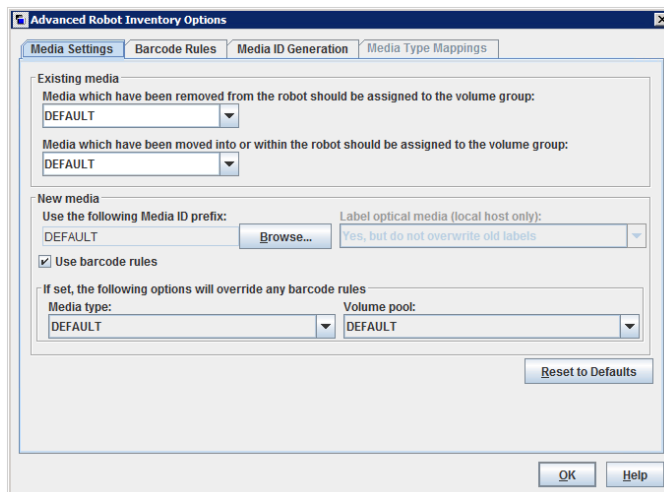 Advanced Robot Inventory Options
Media Settings
Barcode Rules
Media ID Generation
Media Type Mappings
Existing media
Media which have been removed from the robot should be assigned to the volume group:
DEFAULT
Media which have been moved into or within the robot should be assigned to the volume group:
DEFAULT
New media
Use the following Media ID prefix:
Label optical media (local host only):
DEFAULT
Browse...
Yes, but do not overwrite old labels
Use barcode rules
If set, the following options will override any barcode rules
Media type:
Volume pool:
DEFAULT
DEFAULT
Reset to Defaults
OK
Help